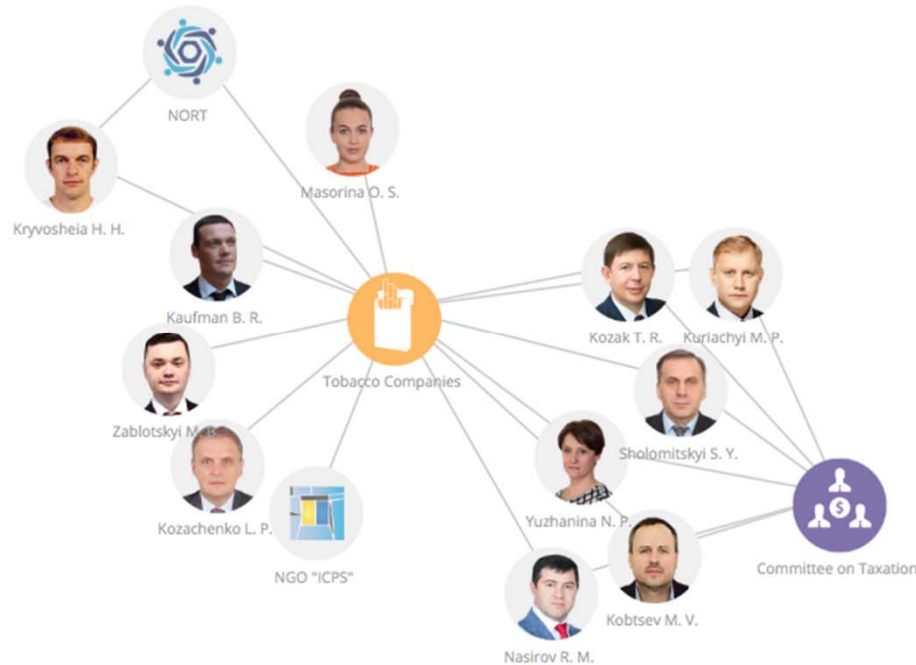 NORT
Masorina O. S.
Kryvosheia H. H.
Kaufman B. R.
Kozak T. R.
Kuriachyi M. P.
Tobacco Companies
Zablotskyi M. B.
Sholomitskyi S. Y.
Kozachenko L. P.
Yuzhanina N. P.
NGO "ICPS"
Committee on Taxation
Kobtsev M. V.
Nasirov R. M.
$